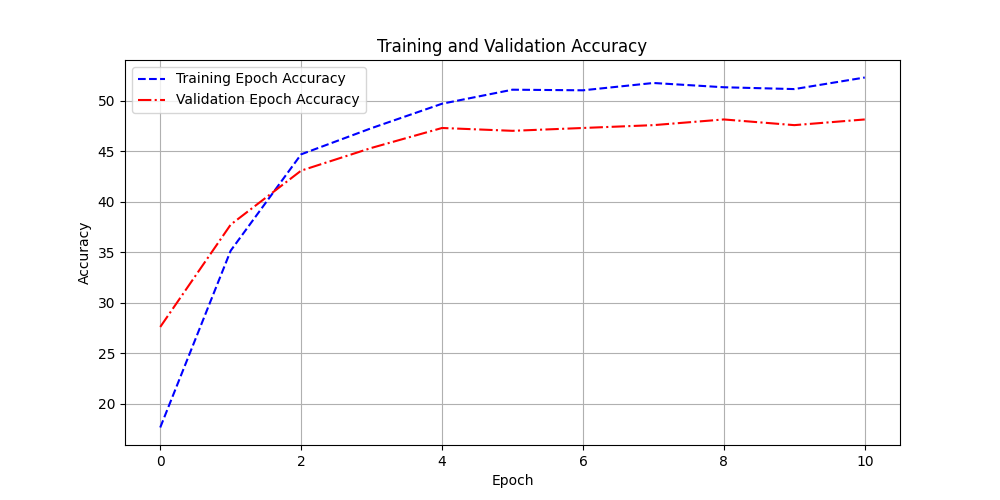 Training and Validation Accuracy
Training Epoch Accuracy
Validation Epoch Accuracy
50
45
40
35
30
25
20
Accuracy
0 2 4 6 8 10
Epoch